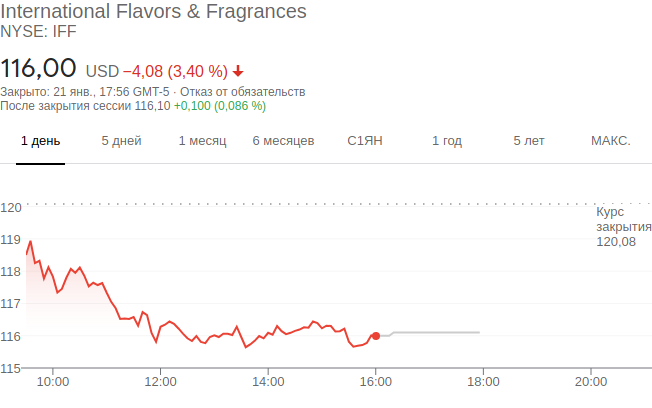 International Flavors & Fragrances
NYSE: IFF
116,00 USD −4,08 (3,40 %)
Закрыто: 21 янв., 17:56 GMT-5 · Отказ от обязательств
После закрытия сессии 116,10 +0,100 (0,086 %)
1 день 5 дней 1 месяц 6 месяцев С1ЯН 1 год 5 лет МАКС.
120
Курс
закрытия
120,08
119
118
117
116
115
10:00 12:00 14:00 16:00 18:00 20:00